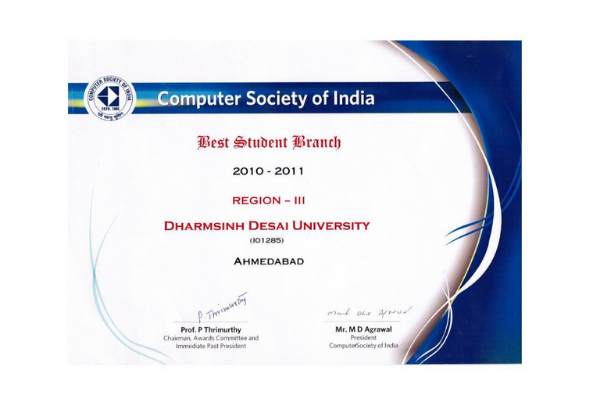 COMPUTER SOCIETY OF INDIA
ESTD. 1965
Computer Society of India
Best Student Branch
2010 - 2011
REGION – III
DHARMSINH DESAI UNIVERSITY
(I01285)
AHMEDABAD
P. Thrimurthy
Prof. P Thrimurthy
Chairman, Awards Committee and
Immediate Past President
Mr. M D Agrawal
President
ComputerSociety of India